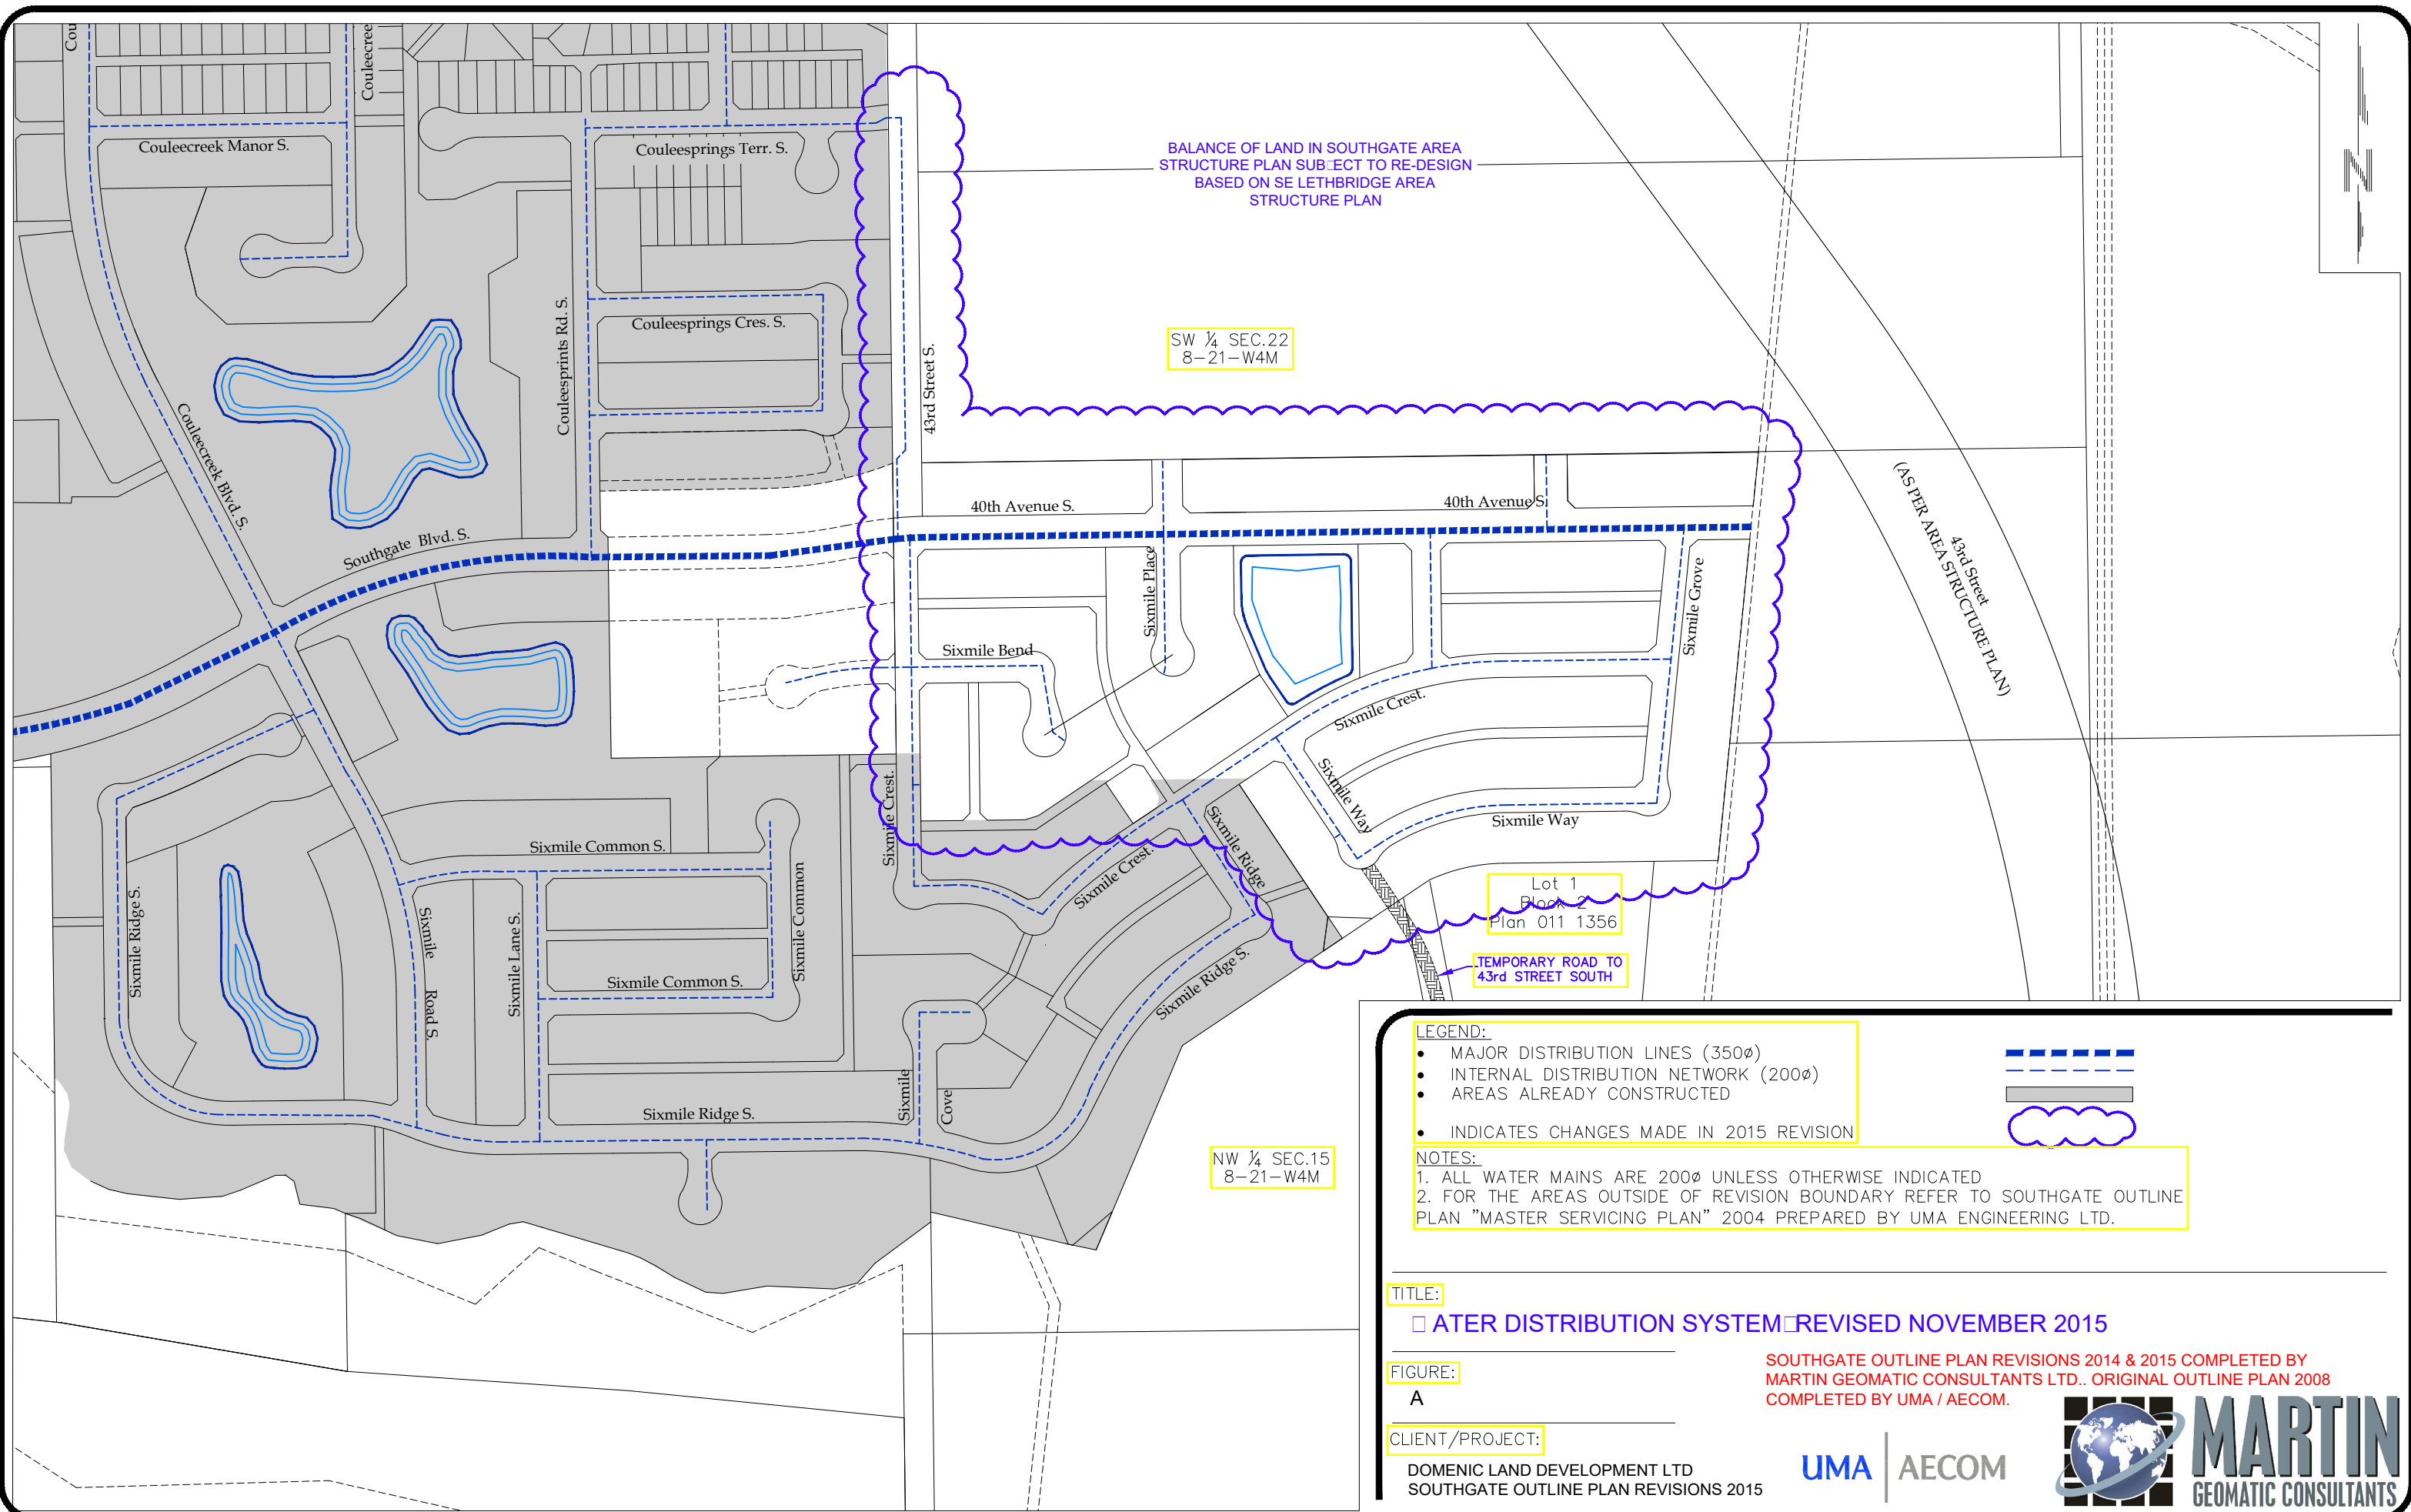 Cou
Couleecree
Couleecreek Manor S.
Couleesprings Terr. S.
BALANCE OF LAND IN SOUTHGATE AREA
STRUCTURE PLAN SUB□ECT TO RE-DESIGN
BASED ON SE LETHBRIDGE AREA
STRUCTURE PLAN
N
Couleesprints Rd. S.
Couleesprings Cres. S.
43rd Street S.
SW ¼ SEC.22
8-21-W4M
Couleecreek Blvd. S.
Southgate Blvd. S.
40th Avenue S.
40th Avenue S
43rd Street
(AS PER AREA STRUCTURE PLAN)
Sixmile Bend
Sixmile Place
Sixmile Grove
Sixmile Crest.
Sixmile Way
Sixmile Way
Sixmile Crest.
Sixmile Crest.
Sixmile Ridge
Sixmile Common S.
Sixmile Ridge S.
Sixmile Road S.
Sixmile Lane S.
Sixmile Common
Sixmile Common S.
Sixmile Ridge S.
Sixmile Ridge S.
Sixmile Cove
Lot 1
Block 2
Plan 011 1356
TEMPORARY ROAD TO
43rd STREET SOUTH
NW ¼ SEC.15
8-21-W4M
LEGEND:
• MAJOR DISTRIBUTION LINES (350ø)
• INTERNAL DISTRIBUTION NETWORK (200ø)
• AREAS ALREADY CONSTRUCTED
• INDICATES CHANGES MADE IN 2015 REVISION
NOTES:
1. ALL WATER MAINS ARE 200ø UNLESS OTHERWISE INDICATED
2. FOR THE AREAS OUTSIDE OF REVISION BOUNDARY REFER TO SOUTHGATE OUTLINE
PLAN "MASTER SERVICING PLAN" 2004 PREPARED BY UMA ENGINEERING LTD.
TITLE:
□ ATER DISTRIBUTION SYSTEM□REVISED NOVEMBER 2015
FIGURE:
A
SOUTHGATE OUTLINE PLAN REVISIONS 2014 & 2015 COMPLETED BY
MARTIN GEOMATIC CONSULTANTS LTD.. ORIGINAL OUTLINE PLAN 2008
COMPLETED BY UMA / AECOM.
CLIENT/PROJECT:
DOMENIC LAND DEVELOPMENT LTD
SOUTHGATE OUTLINE PLAN REVISIONS 2015
UMA | AECOM
MARTIN
GEOMATIC CONSULTANTS